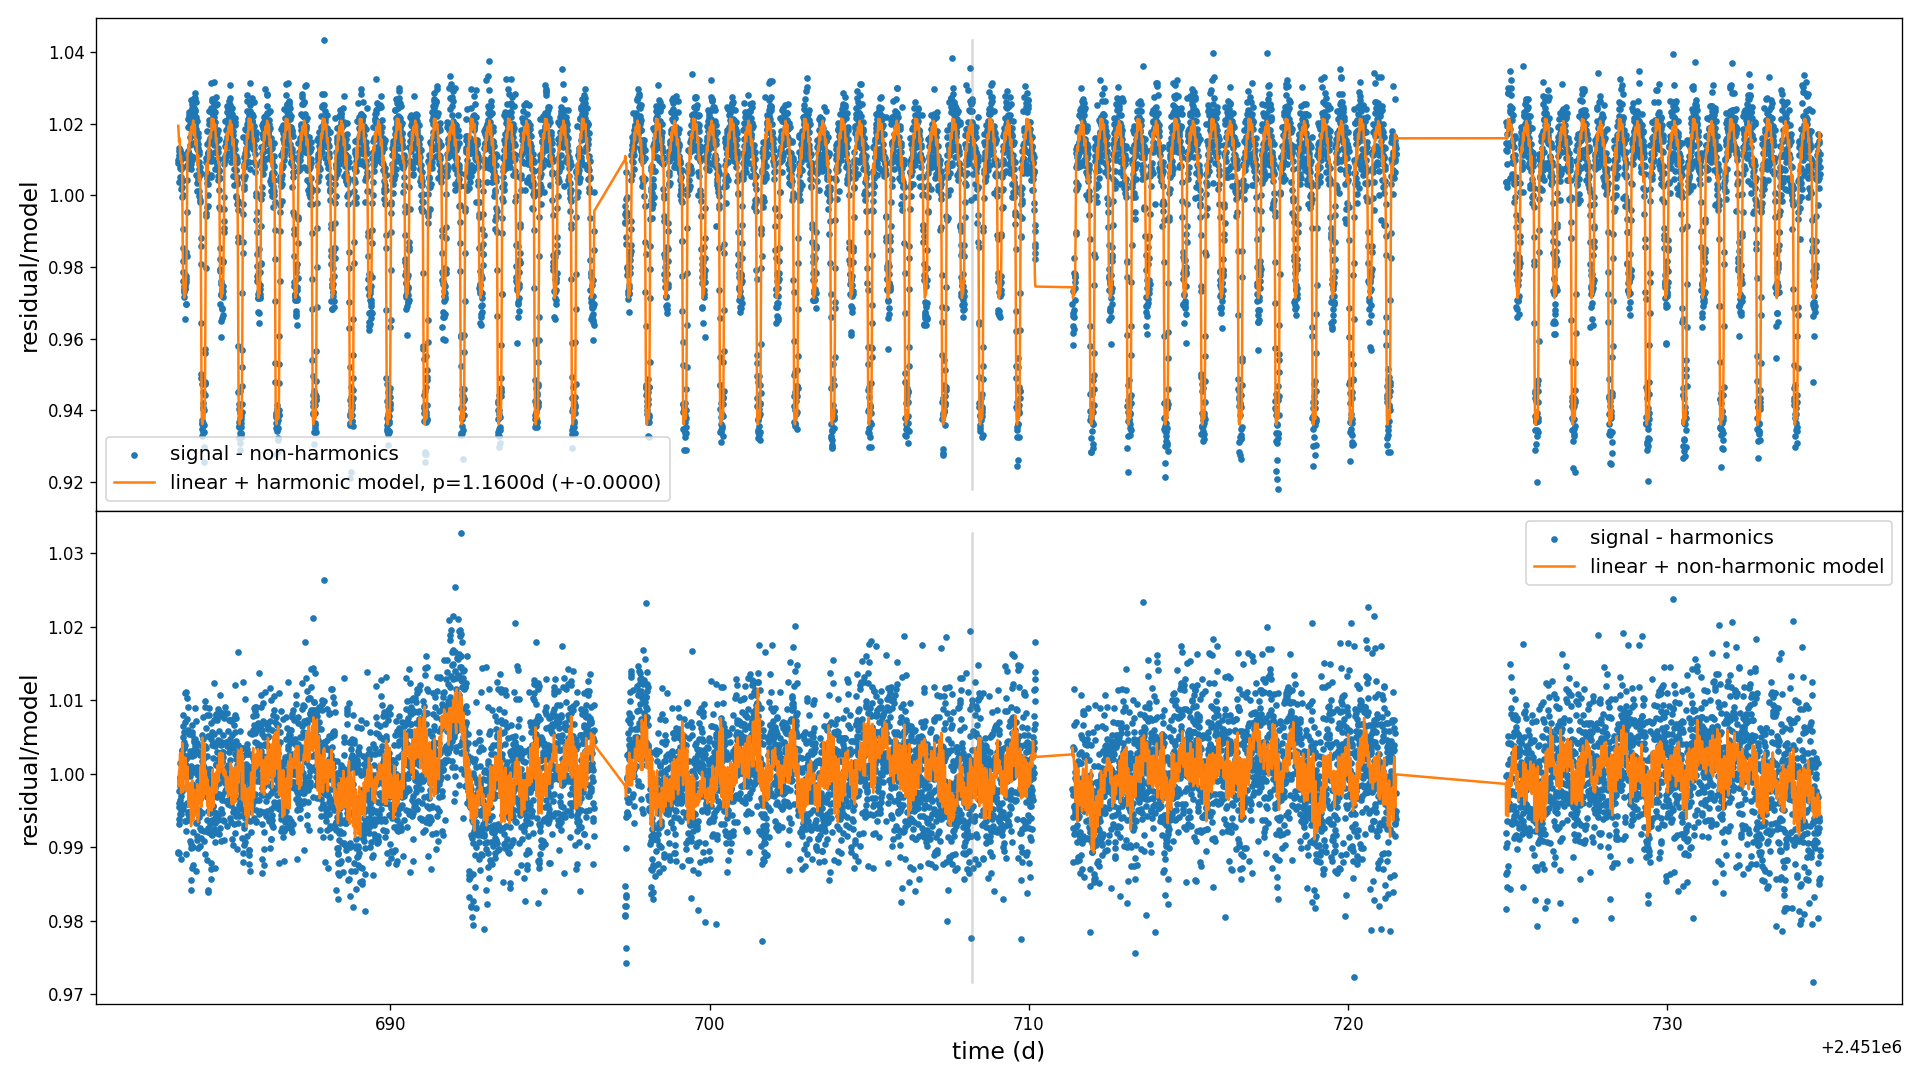 1.04
1.02
1.00
0.98
0.96
0.94
0.92
residual/model
signal - non-harmonics
linear + harmonic model, p=1.1600d (+-0.0000)
signal - harmonics
linear + non-harmonic model
1.03
1.02
1.01
1.00
0.99
0.98
0.97
residual/model
690 700 710 720 730
time (d)
+2.451e6